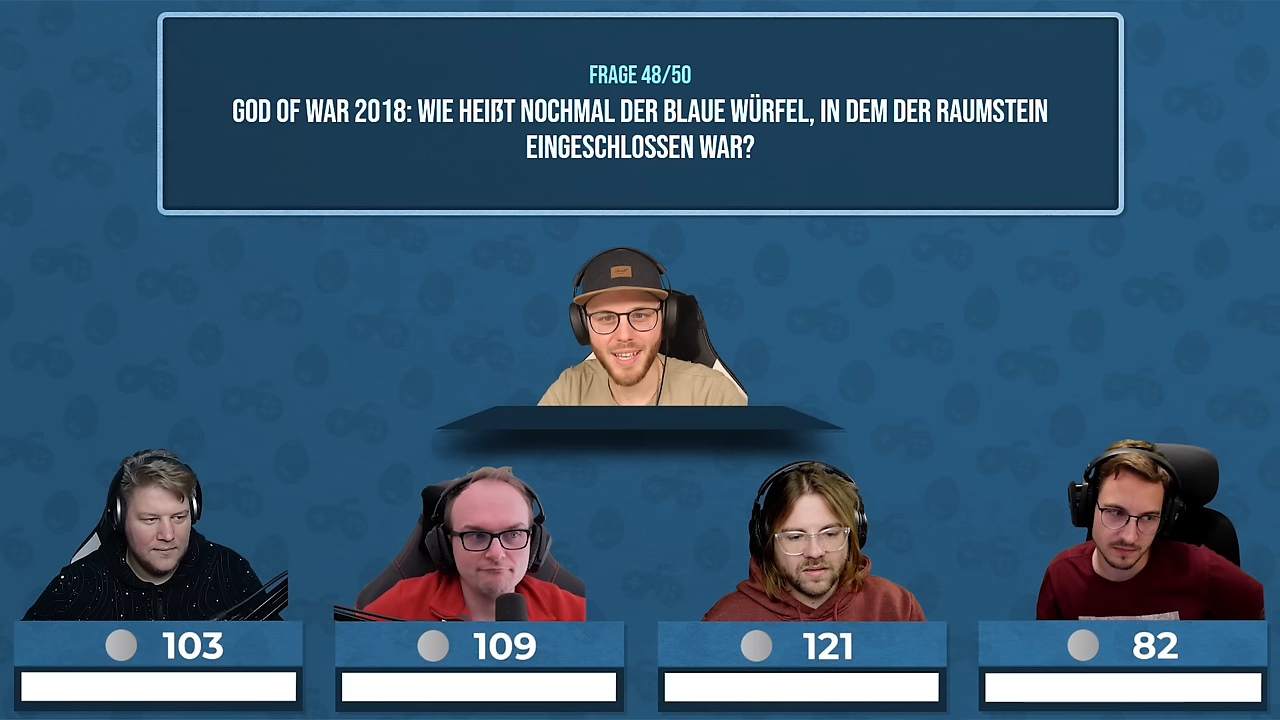 FRAGE 48/50
GOD OF WAR 2018: WIE HEIẞT NOCHMAL DER BLAUE WÜRFEL, IN DEM DER RAUMSTEIN
EINGESCHLOSSEN WAR?
103
109
121
82